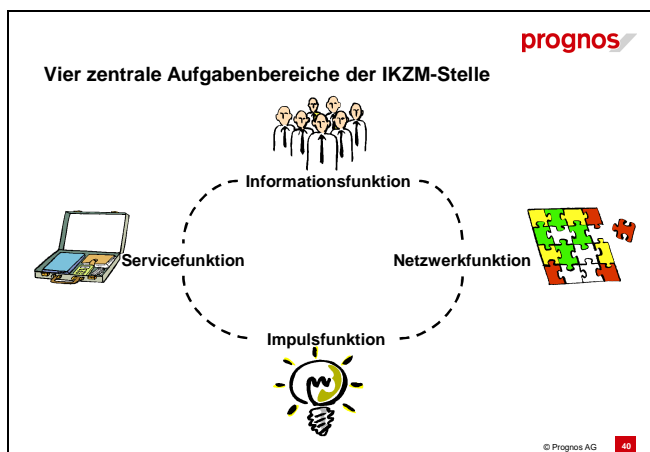 prognos
Vier zentrale Aufgabenbereiche der IKZM-Stelle
Informationsfunktion
Servicefunktion
Netzwerkfunktion
Impulsfunktion
© Prognos AG
40